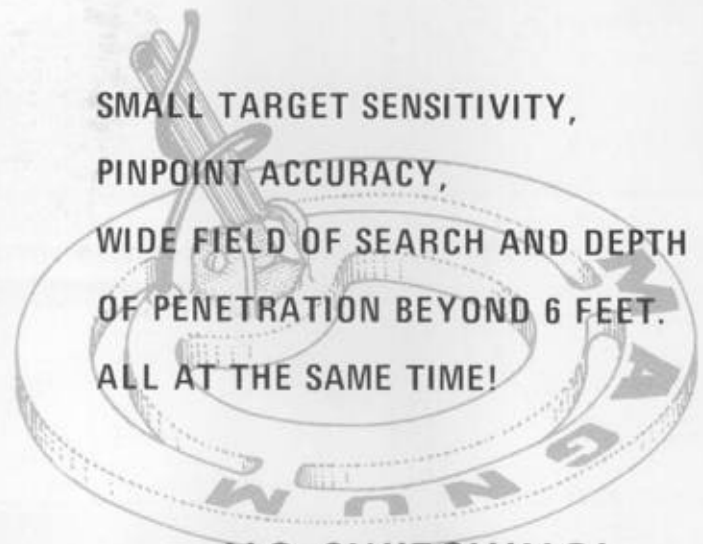 SMALL TARGET SENSITIVITY,
PINPOINT ACCURACY,
WIDE FIELD OF SEARCH AND DEPTH
OF PENETRATION BEYOND 6 FEET.
ALL AT THE SAME TIME!
MAGNUM